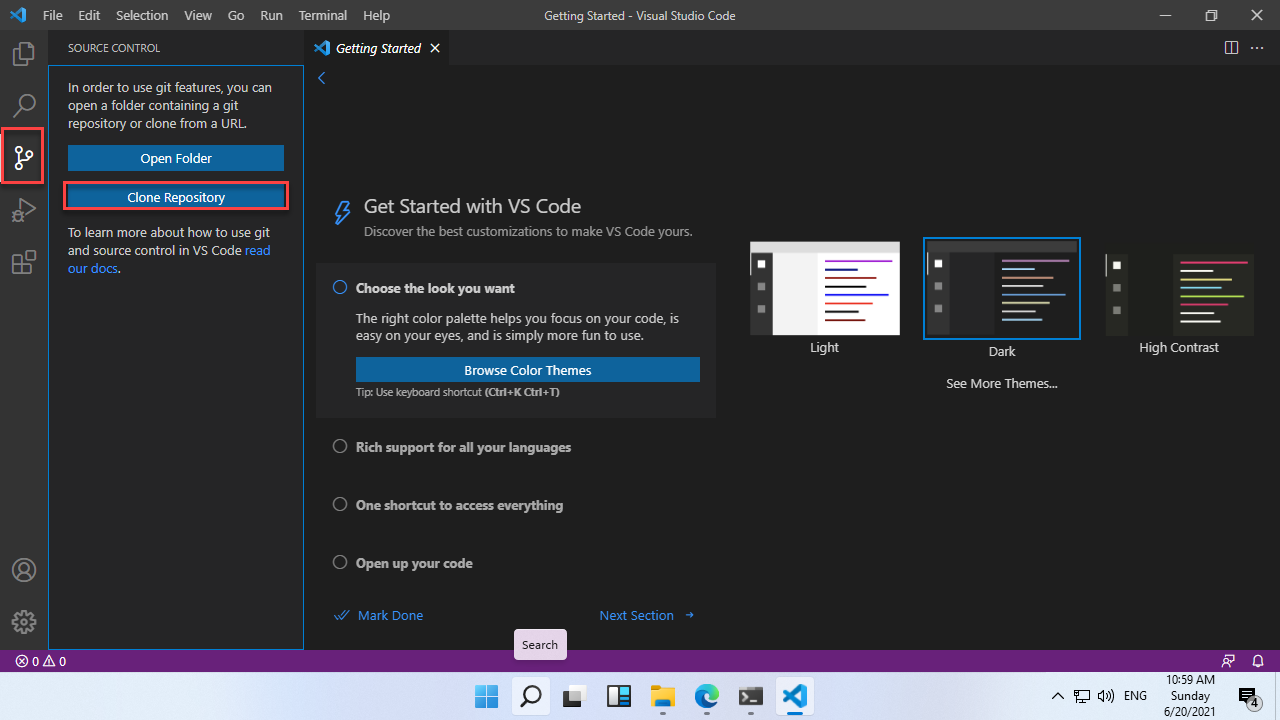 File Edit Selection View Go Run Terminal Help
Getting Started - Visual Studio Code
SOURCE CONTROL
Getting Started
In order to use git features, you can
open a folder containing a git
repository or clone from a URL.
Open Folder
Clone Repository
To learn more about how to use git
and source control in VS Code read
our docs.
Get Started with VS Code
Discover the best customizations to make VS Code yours.
Choose the look you want
The right color palette helps you focus on your code, is
easy on your eyes, and is simply more fun to use.
Browse Color Themes
Tip: Use keyboard shortcut (Ctrl+K Ctrl+T)
Rich support for all your languages
One shortcut to access everything
Open up your code
Mark Done
Next Section
Light
Dark
High Contrast
See More Themes...
Search
0 0
ENG
10:59 AM
Sunday
6/20/2021
4